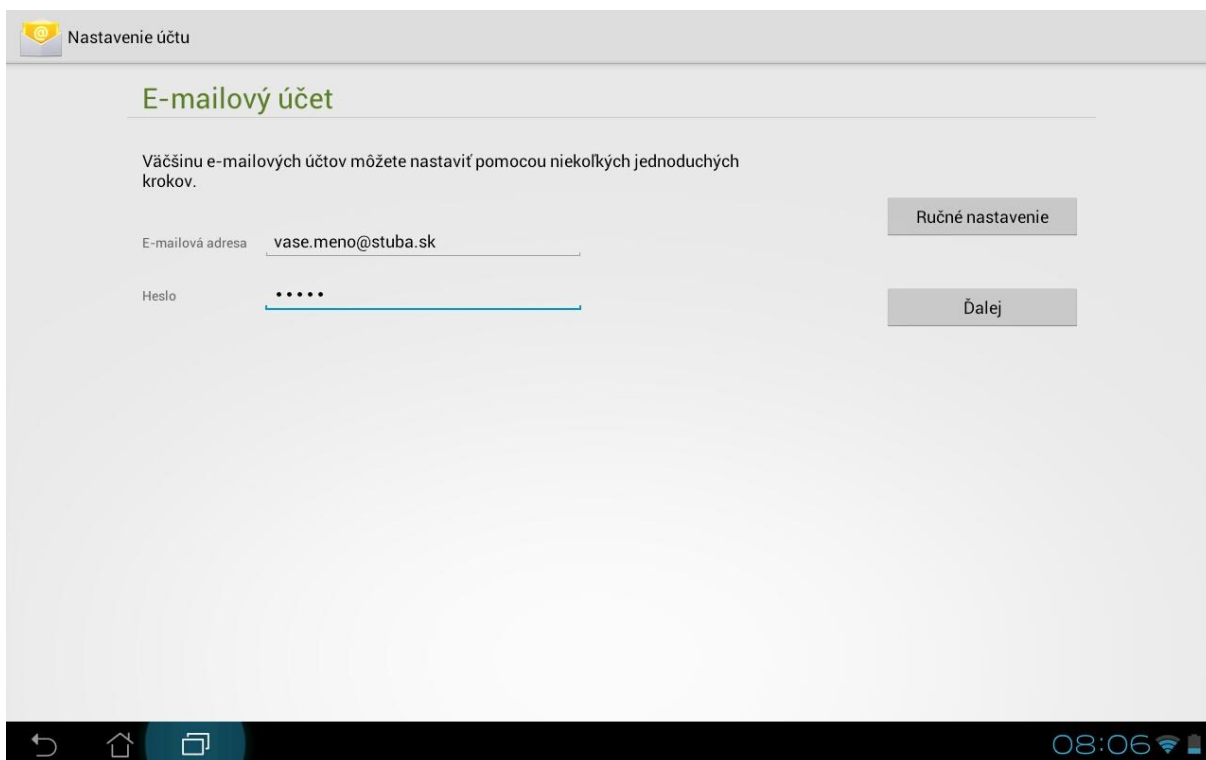 Nastavenie účtu
E-mailový účet
Väčšinu e-mailových účtov môžete nastaviť pomocou niekoľkých jednoduchých
krokov.
Ručné nastavenie
E-mailová adresa vase.meno@stuba.sk
Heslo •••••
Ďalej
08:06